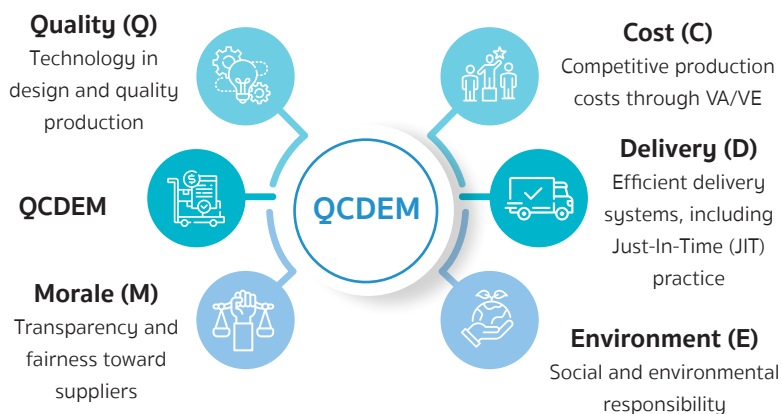 Quality (Q)
Technology in
design and quality
production
QCDEM
Morale (M)
Transparency and
fairness toward
suppliers
QCDEM
Cost (C)
Competitive production
costs through VA/VE
Delivery (D)
Efficient delivery
systems, including
Just-In-Time (JIT)
practice
Environment (E)
Social and environmental
responsibility